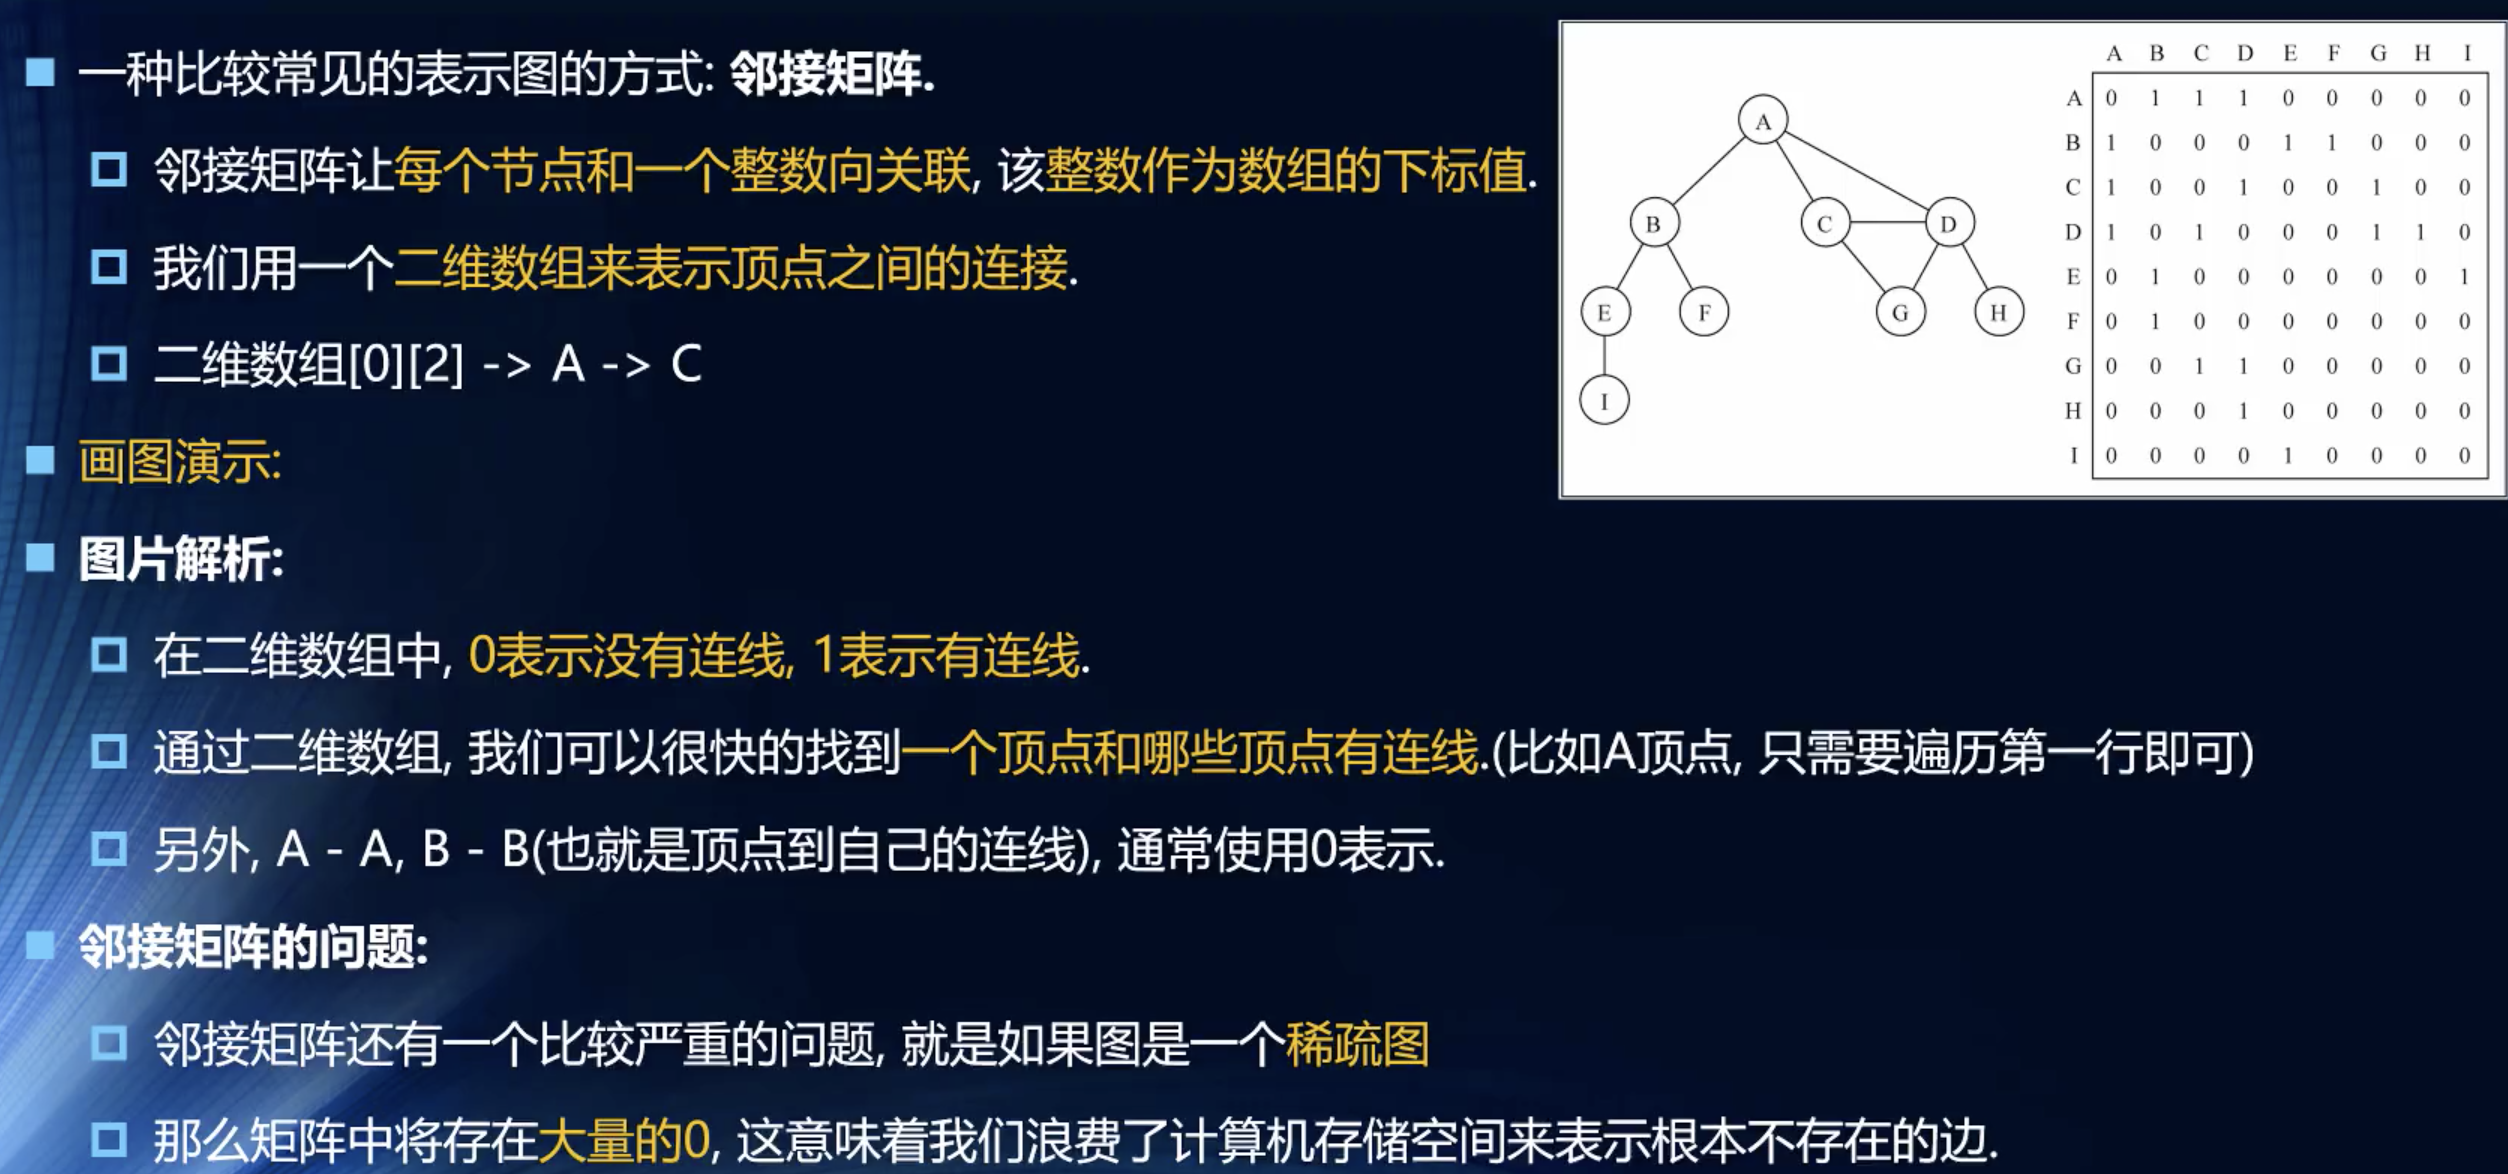 一种比较常见的表示图的方式: 邻接矩阵.
邻接矩阵让每个节点和一个整数向关联, 该整数作为数组的下标值.
我们用一个二维数组来表示顶点之间的连接.
二维数组[0][2] -> A -> C
画图演示:
图片解析:
在二维数组中, 0表示没有连线, 1表示有连线.
通过二维数组, 我们可以很快的找到一个顶点和哪些顶点有连线.(比如A顶点, 只需要遍历第一行即可)
另外, A - A, B - B(也就是顶点到自己的连线), 通常使用0表示.
邻接矩阵的问题:
邻接矩阵还有一个比较严重的问题, 就是如果图是一个稀疏图
那么矩阵中将存在大量的0, 这意味着我们浪费了计算机存储空间来表示根本不存在的边.
A
B C D
E F G H
I
A B C D E F G H I
A 0 1 1 1 0 0 0 0 0
B 1 0 0 0 1 1 0 0 0
C 1 0 0 1 0 0 1 0 0
D 1 0 1 0 0 0 1 1 0
E 0 1 0 0 0 0 0 0 1
F 0 1 0 0 0 0 0 0 0
G 0 0 1 1 0 0 0 0 0
H 0 0 0 1 0 0 0 0 0
I 0 0 0 0 1 0 0 0 0